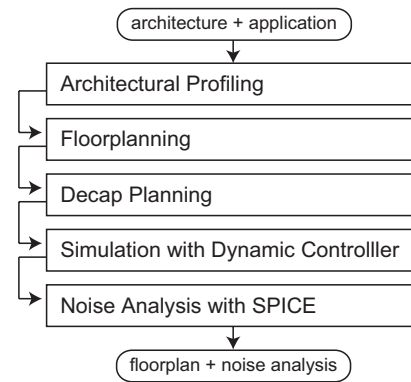 architecture + application
Architectural Profiling
Floorplanning
Decap Planning
Simulation with Dynamic Controlller
Noise Analysis with SPICE
floorplan + noise analysis